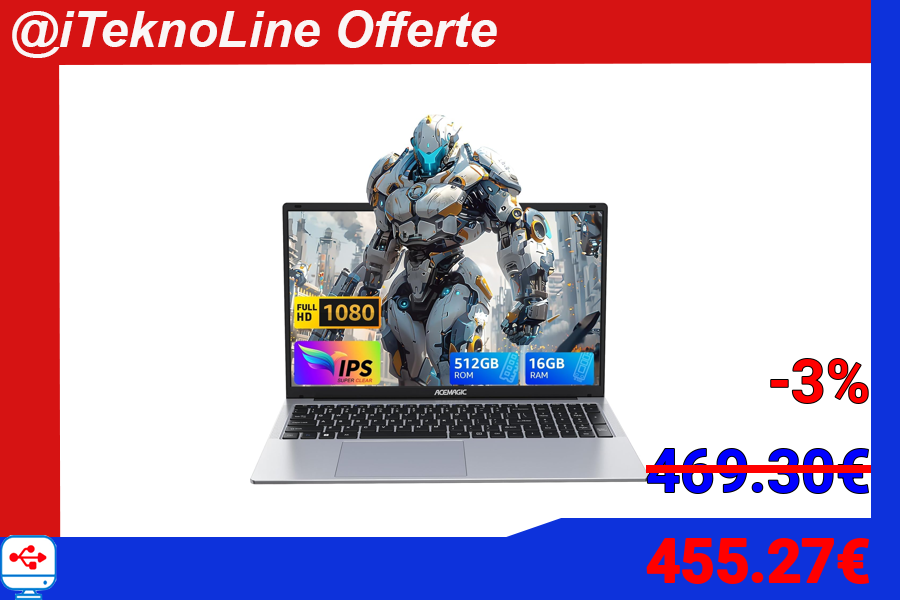 @iTeknoLine Offerte
FULL HD 1080
IPS
SUPER CLEAR
512GB
ROM
16GB
RAM
ACEMAGIC
-3%
469.30€
455.27€